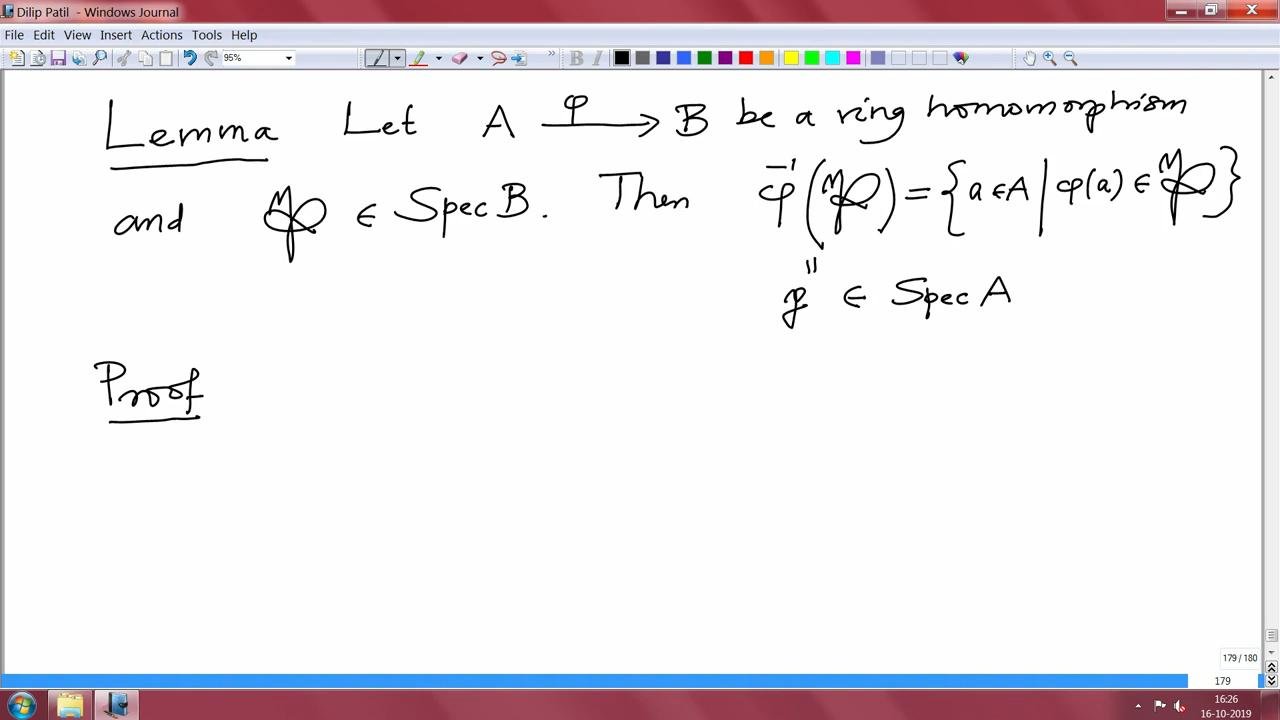 Dilip Patil - Windows Journal
File Edit View Insert Actions Tools Help
95%
Lemma Let A φ→ B be a ring homomorphism
and 𝔓 ∈ Spec B. Then φ⁻¹(𝔓) = {a ∈ A | φ(a) ∈ 𝔓}
"
𝔭 ∈ Spec A
Proof
179 / 180
179
16:26
16-10-2019